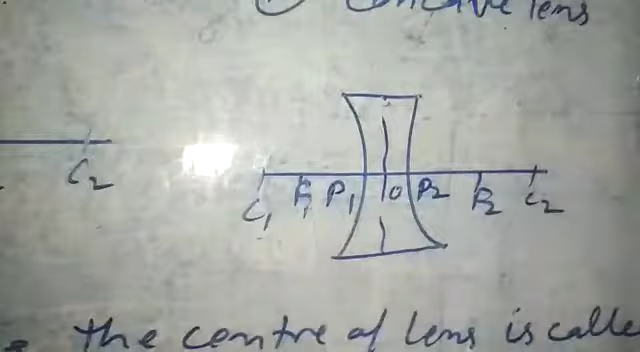 Concave lens
C2
C1 F1 P1 O P2 F2 C2
the centre of lens is calle